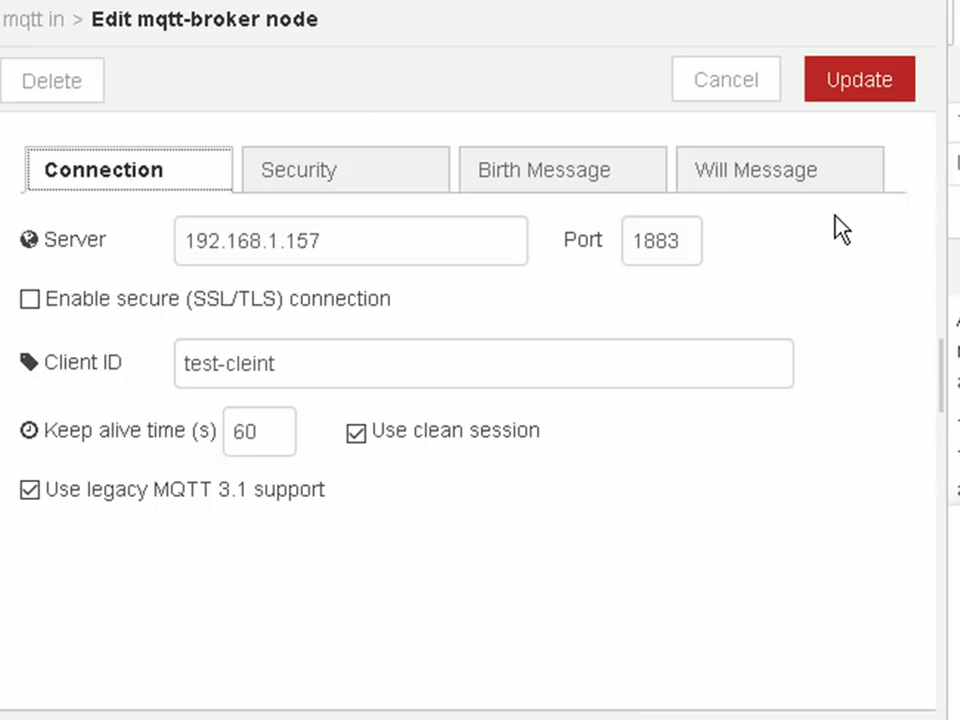 mqtt in > Edit mqtt-broker node
Delete
Cancel
Update
Connection
Security
Birth Message
Will Message
Server
192.168.1.157
Port
1883
Enable secure (SSL/TLS) connection
Client ID
test-cleint
Keep alive time (s)
60
Use clean session
Use legacy MQTT 3.1 support